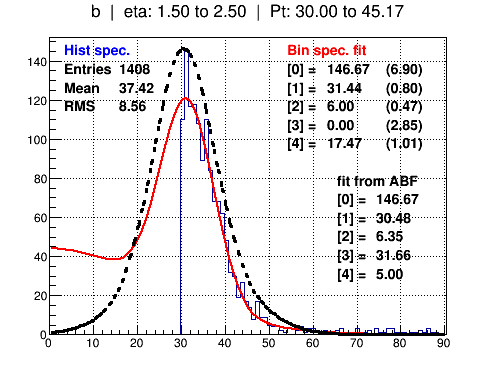 b | eta: 1.50 to 2.50 | Pt: 30.00 to 45.17
Hist spec.
Entries 1408
Mean 37.42
RMS 8.56
Bin spec. fit
[0] = 146.67 (6.90)
[1] = 31.44 (0.80)
[2] = 6.00 (0.47)
[3] = 0.00 (2.85)
[4] = 17.47 (1.01)
fit from ABF
[0] = 146.67
[1] = 30.48
[2] = 6.35
[3] = 31.66
[4] = 5.00
140
120
100
80
60
40
20
0
0 10 20 30 40 50 60 70 80 90